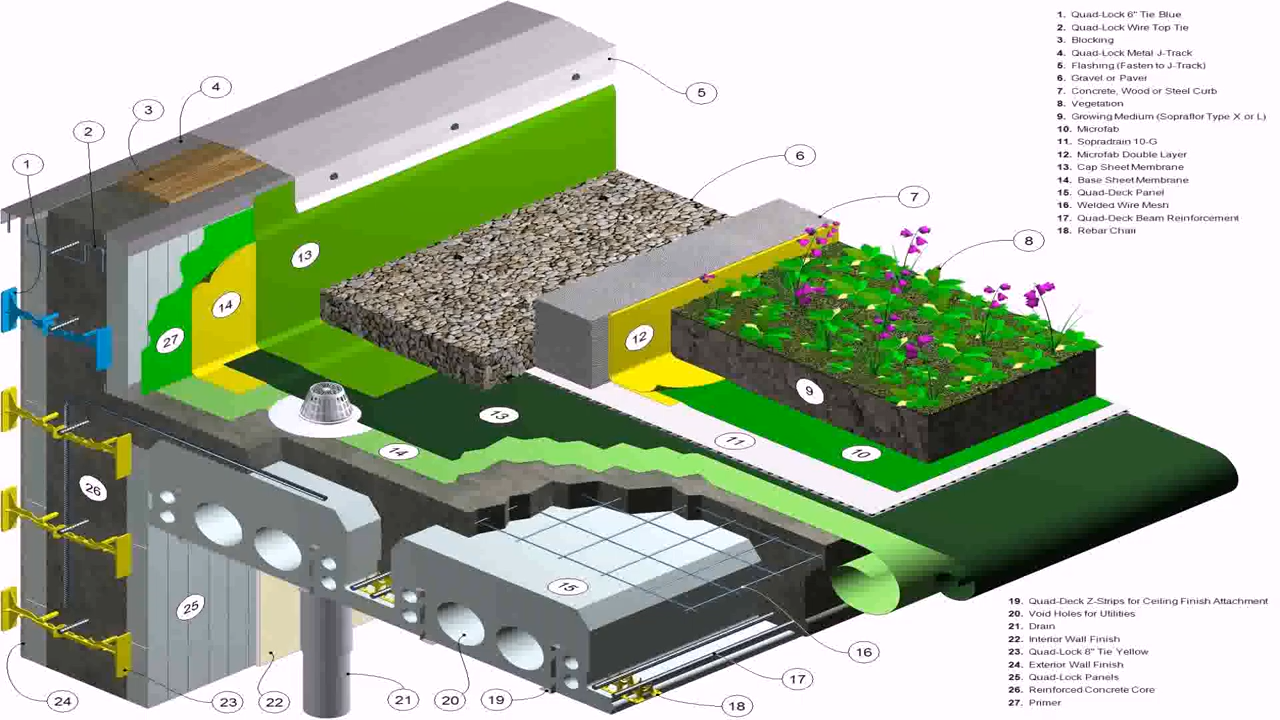 1. Quad-Lock 6" Tie Blue
2. Quad-Lock Wire Top Tie
3. Blocking
4. Quad-Lock Metal J-Track
5. Flashing (Fasten to J-Track)
6. Gravel or Paver
7. Concrete, Wood or Steel Curb
8. Vegetation
9. Growing Medium (Sopraflor Type X or L)
10. Microfab
11. Sopradrain 10-G
12. Microfab Double Layer
13. Cap Sheet Membrane
14. Base Sheet Membrane
15. Quad-Deck Panel
16. Welded Wire Mesh
17. Quad-Deck Beam Reinforcement
18. Rebar Chair
4
5
3
2
1
6
7
8
13
14
27
12
9
13
11
10
14
26
15
25
16
17
24
23
22
21
20
19
18
19. Quad-Deck Z-Strips for Ceiling Finish Attachment
20. Void Holes for Utilities
21. Drain
22. Interior Wall Finish
23. Quad-Lock 8" Tie Yellow
24. Exterior Wall Finish
25. Quad-Lock Panels
26. Reinforced Concrete Core
27. Primer